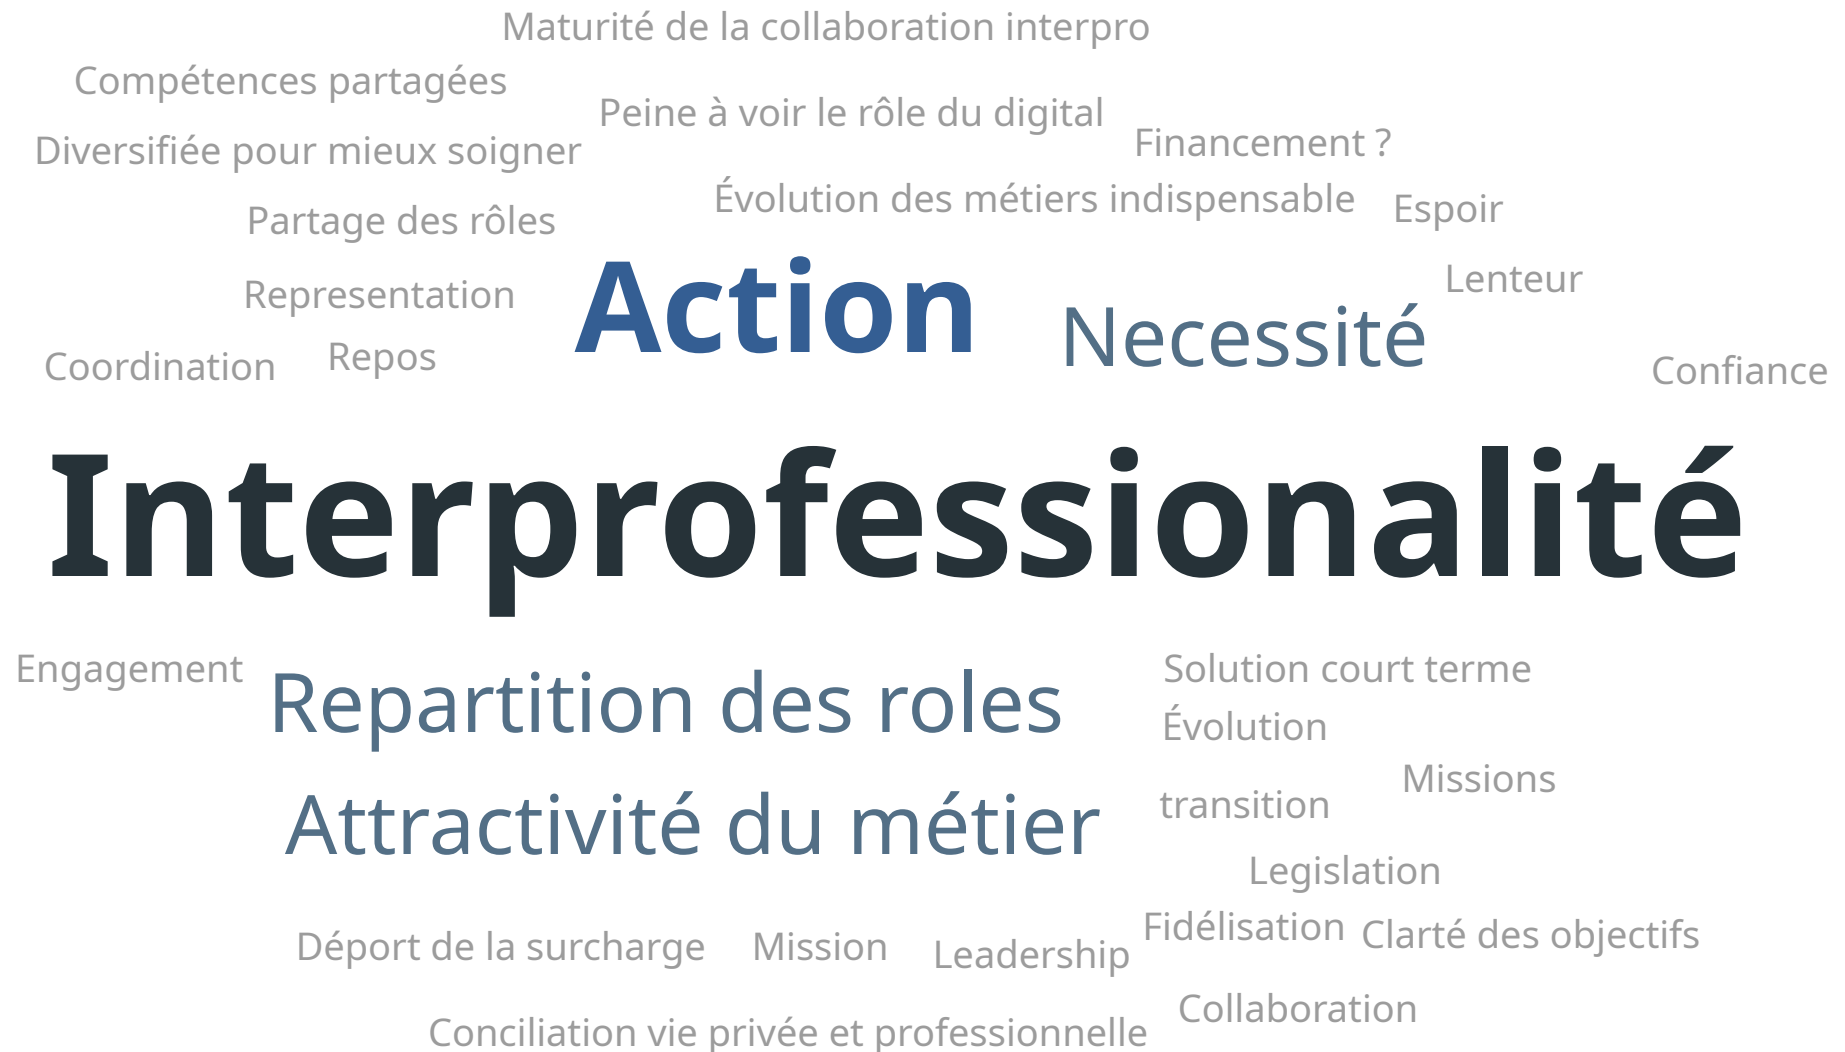 Maturité de la collaboration interpro
Compétences partagées
Peine à voir le rôle du digital
Diversifiée pour mieux soigner
Financement ?
Évolution des métiers indispensable
Espoir
Partage des rôles
Action
Lenteur
Representation
Necessité
Coordination
Repos
Confiance
Interprofessionalité
Engagement
Repartition des roles
Solution court terme
Évolution
Missions
transition
Attractivité du métier
Legislation
Fidélisation
Clarté des objectifs
Déport de la surcharge
Mission
Leadership
Collaboration
Conciliation vie privée et professionnelle